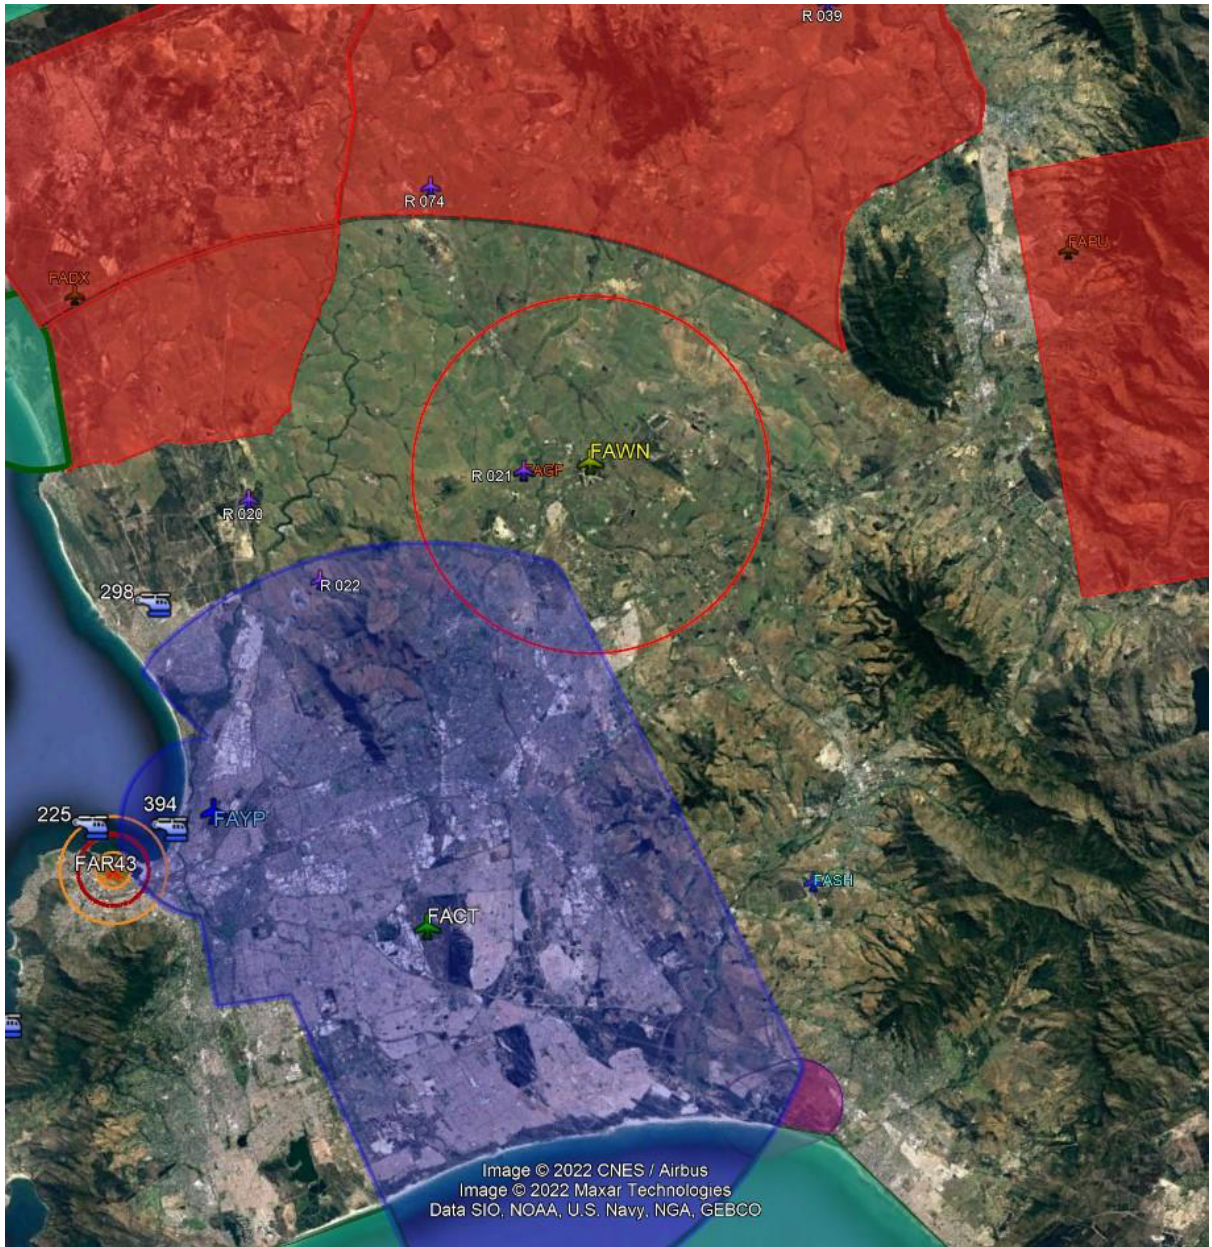 R 039
R 074
FAPU
FADX
FAWN
R 021
FAGF
R 020
R 022
298
225
394
FAYP
FAR43
FASH
FACT
Image © 2022 CNES / Airbus
Image © 2022 Maxar Technologies
Data SIO, NOAA, U.S. Navy, NGA, GEBCO